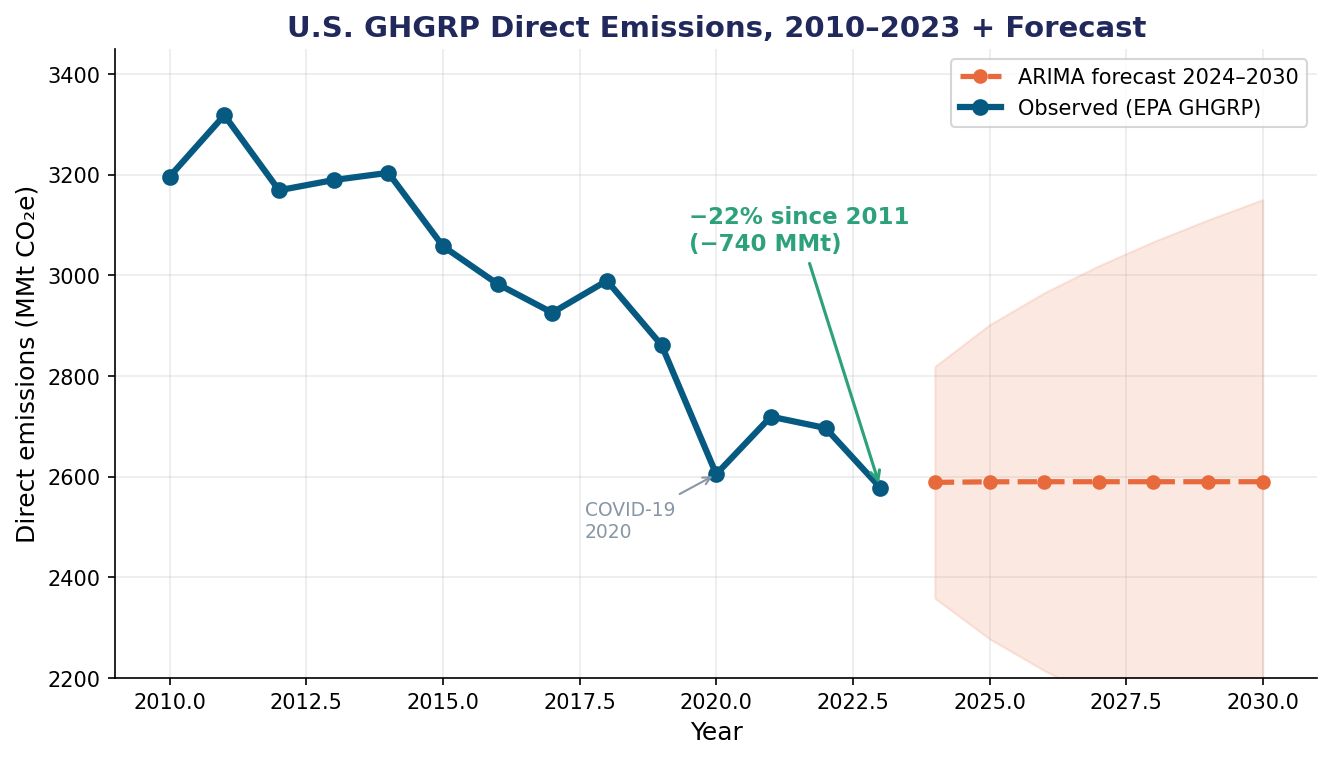 U.S. GHGRP Direct Emissions, 2010–2023 + Forecast
ARIMA forecast 2024–2030
Observed (EPA GHGRP)
−22% since 2011
(−740 MMt)
COVID-19
2020
Direct emissions (MMt CO₂e)
3400
3200
3000
2800
2600
2400
2200
2010.0 2012.5 2015.0 2017.5 2020.0 2022.5 2025.0 2027.5 2030.0
Year